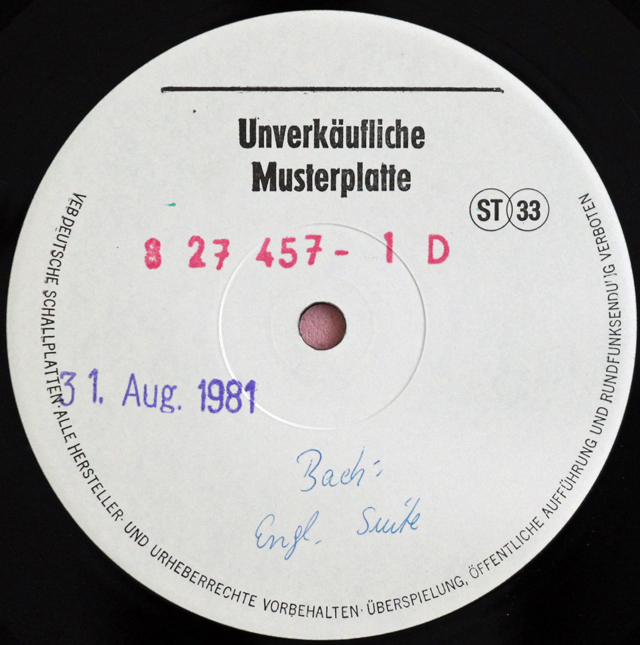 Unverkäufliche
Musterplatte
ST 33
8 27 457- 1 D
31. Aug. 1981
Bach:
Engl. Suite
VEB DEUTSCHE SCHALLPLATTEN · ALLE HERSTELLER- UND URHEBERRECHTE VORBEHALTEN · ÜBERSPIELUNG, ÖFFENTLICHE AUFFÜHRUNG UND RUNDFUNKSENDU'G VERBOTEN